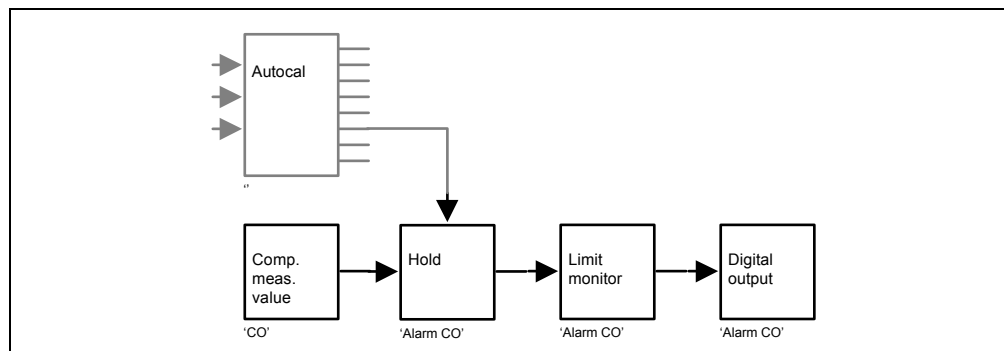 Autocal
‘’
Comp.
meas.
value
Hold
Limit
monitor
Digital
output
‘CO’
‘Alarm CO’
‘Alarm CO’
‘Alarm CO’